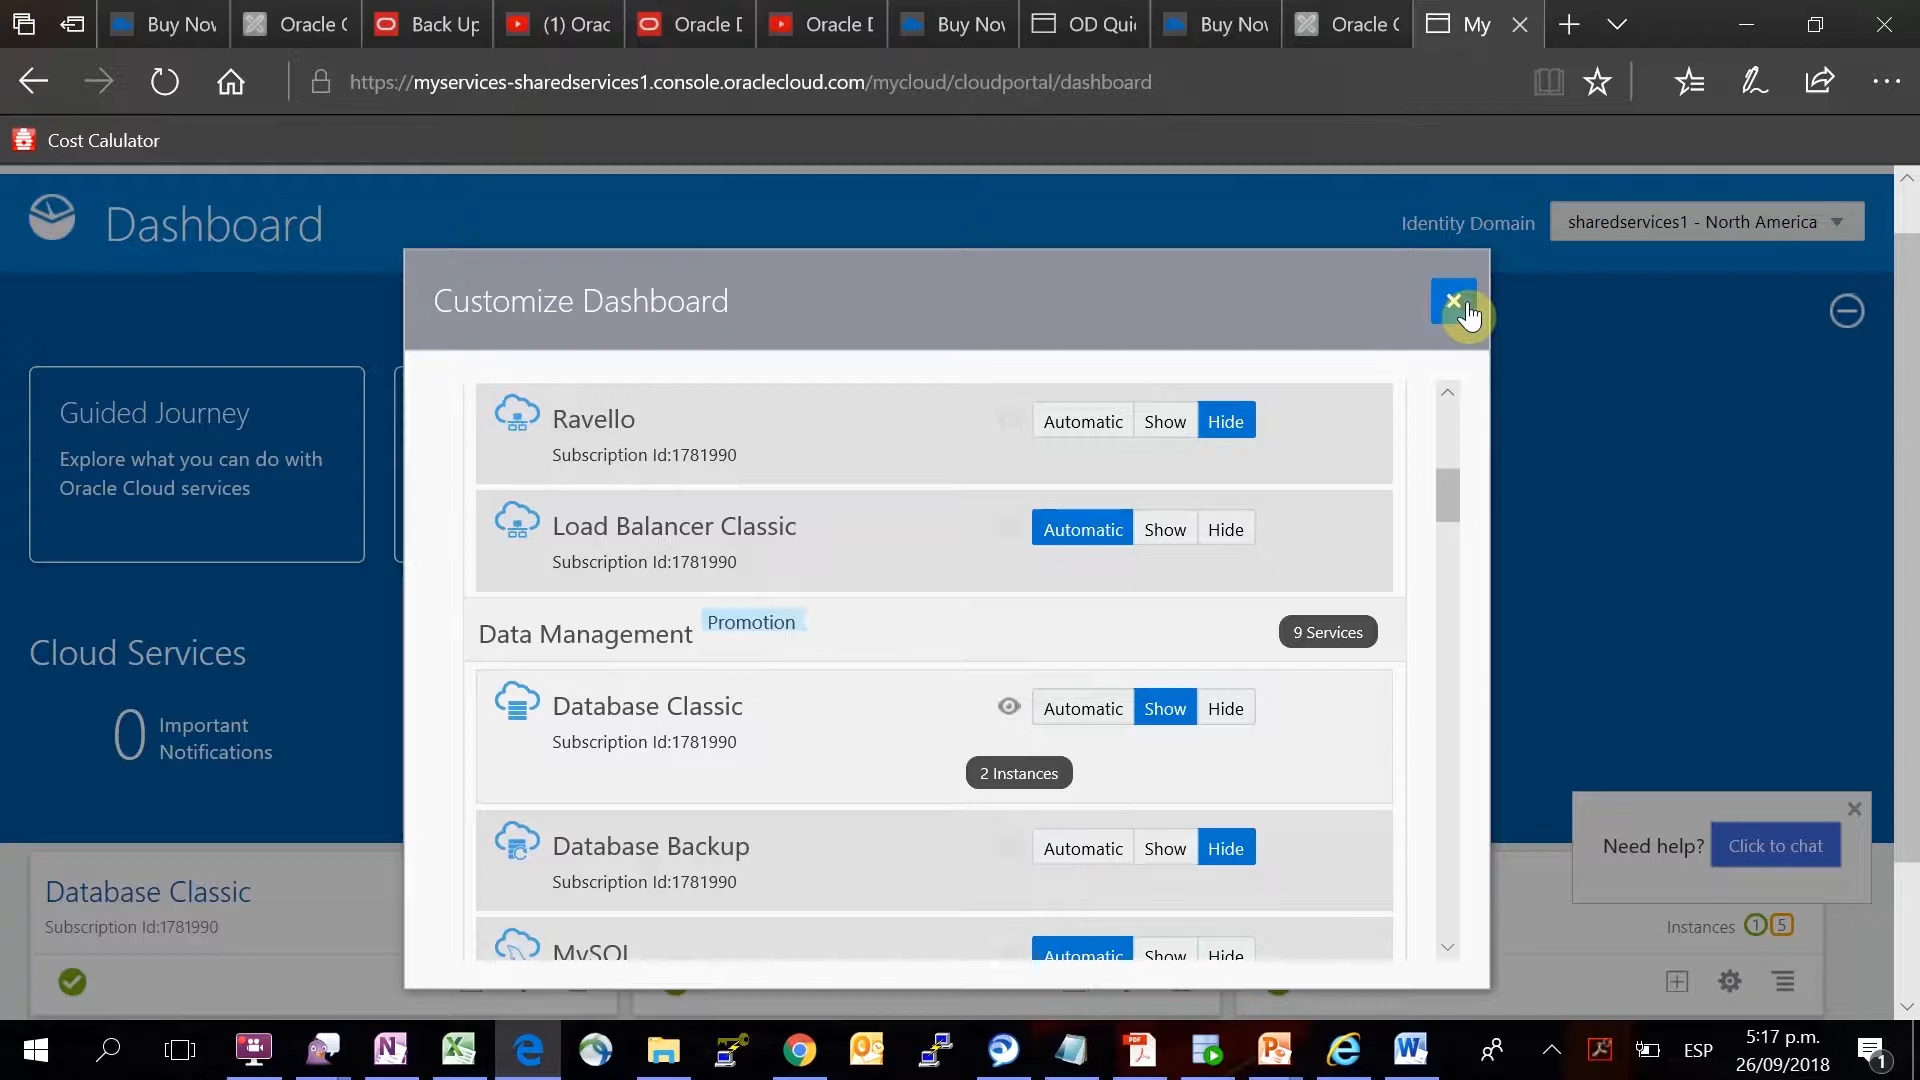 Buy Nov
Oracle C
Back Up
(1) Orac
Oracle D
Oracle D
Buy Nov
OD Qui
Buy Nov
Oracle C
My
https://myservices-sharedservices1.console.oraclecloud.com/mycloud/cloudportal/dashboard
Cost Calulator
Dashboard
Identity Domain
sharedservices1 - North America
Customize Dashboard
Guided Journey
Explore what you can do with
Oracle Cloud services
Ravello
Automatic
Show
Hide
Subscription Id:1781990
Load Balancer Classic
Automatic
Show
Hide
Subscription Id:1781990
Data Management
Promotion
9 Services
Cloud Services
0
Important
Notifications
Database Classic
Automatic
Show
Hide
Subscription Id:1781990
2 Instances
Database Backup
Automatic
Show
Hide
Subscription Id:1781990
MySQL
Automatic
Show
Hide
Need help?
Click to chat
Database Classic
Subscription Id:1781990
Instances
1
5
ESP
5:17 p.m.
26/09/2018
1